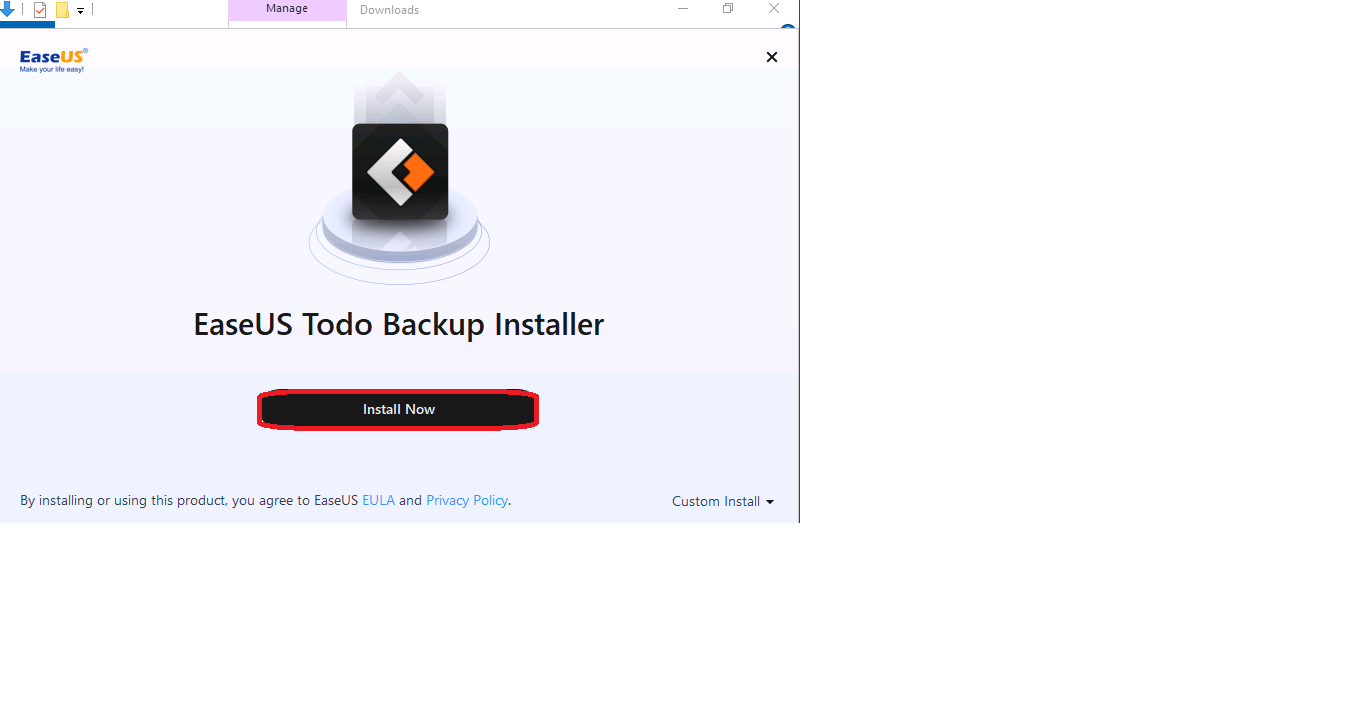 Manage
Downloads
EaseUS®
Make your life easy!
EaseUS Todo Backup Installer
Install Now
By installing or using this product, you agree to EaseUS EULA and Privacy Policy.
Custom Install